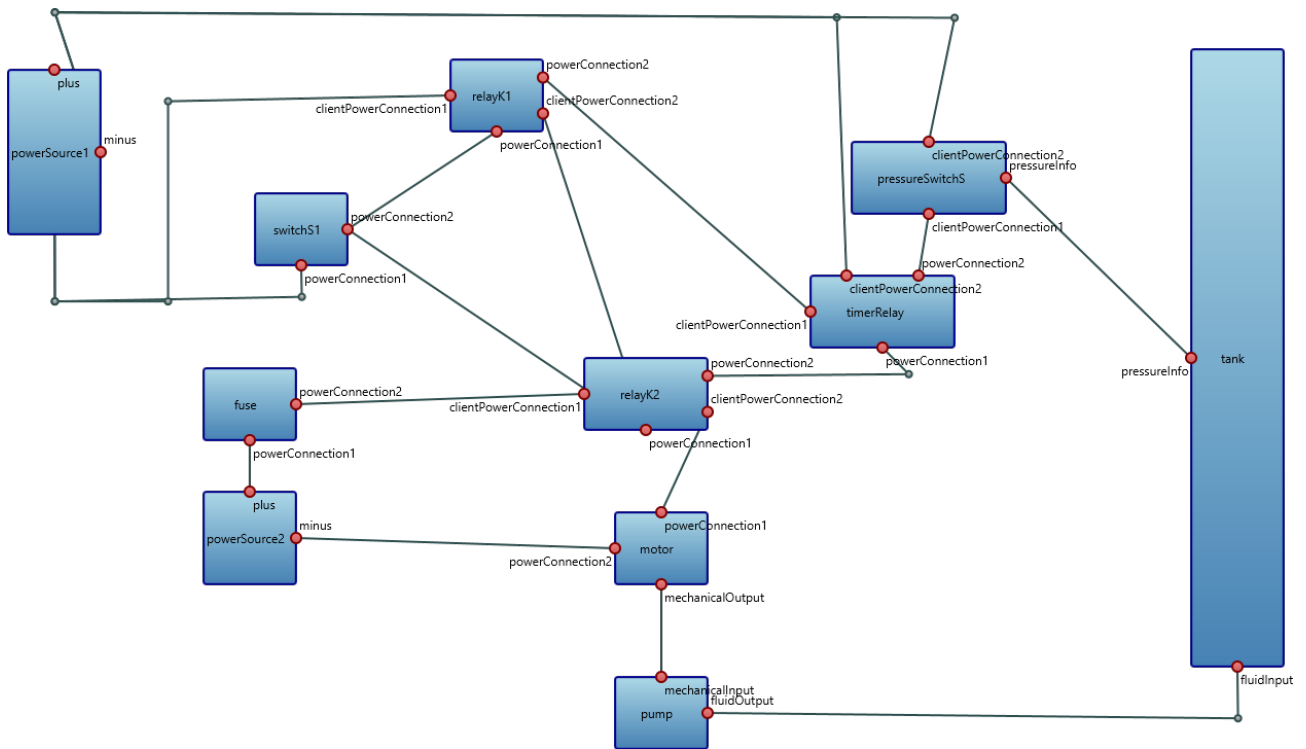 powerConnection2
relayK1
plus
clientPowerConnection1
clientPowerConnection2
minus
powerSource1
powerConnection1
clientPowerConnection2
pressureInfo
pressureSwitchS
powerConnection2
switchS1
clientPowerConnection1
powerConnection1
powerConnection2
clientPowerConnection2
timerRelay
clientPowerConnection1
powerConnection1
powerConnection2
tank
pressureInfo
powerConnection2
relayK2
clientPowerConnection2
fuse
clientPowerConnection1
powerConnection1
powerConnection1
plus
minus
powerConnection1
powerSource2
motor
powerConnection2
mechanicalOutput
fluidInput
mechanicalInput
fluidOutput
pump